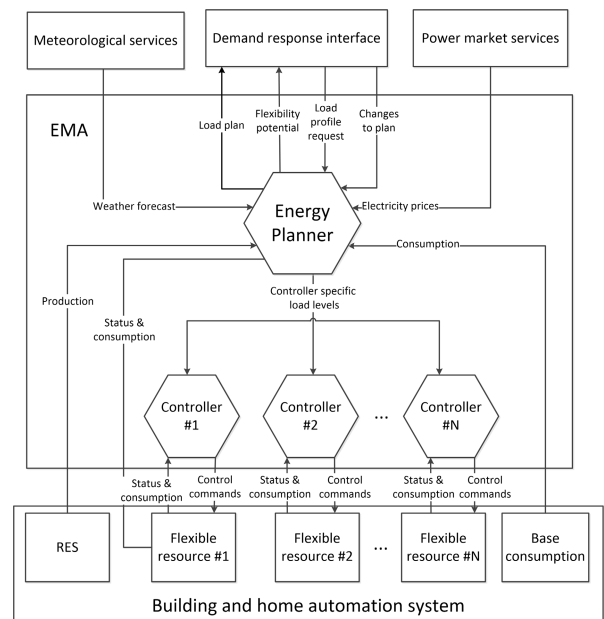 Meteorological services
Demand response interface
Power market services
EMA
Load plan
Flexibility
potential
Load
profile
request
Changes
to plan
Weather forecast
Energy
Planner
Electricity prices
Consumption
Production
Status &
consumption
Controller specific
load levels
Controller
#1
Controller
#2
...
Controller
#N
Status &
consumption
Control
commands
Status &
consumption
Control
commands
Status &
consumption
Control
commands
RES
Flexible
resource #1
Flexible
resource #2
...
Flexible
resource #N
Base
consumption
Building and home automation system